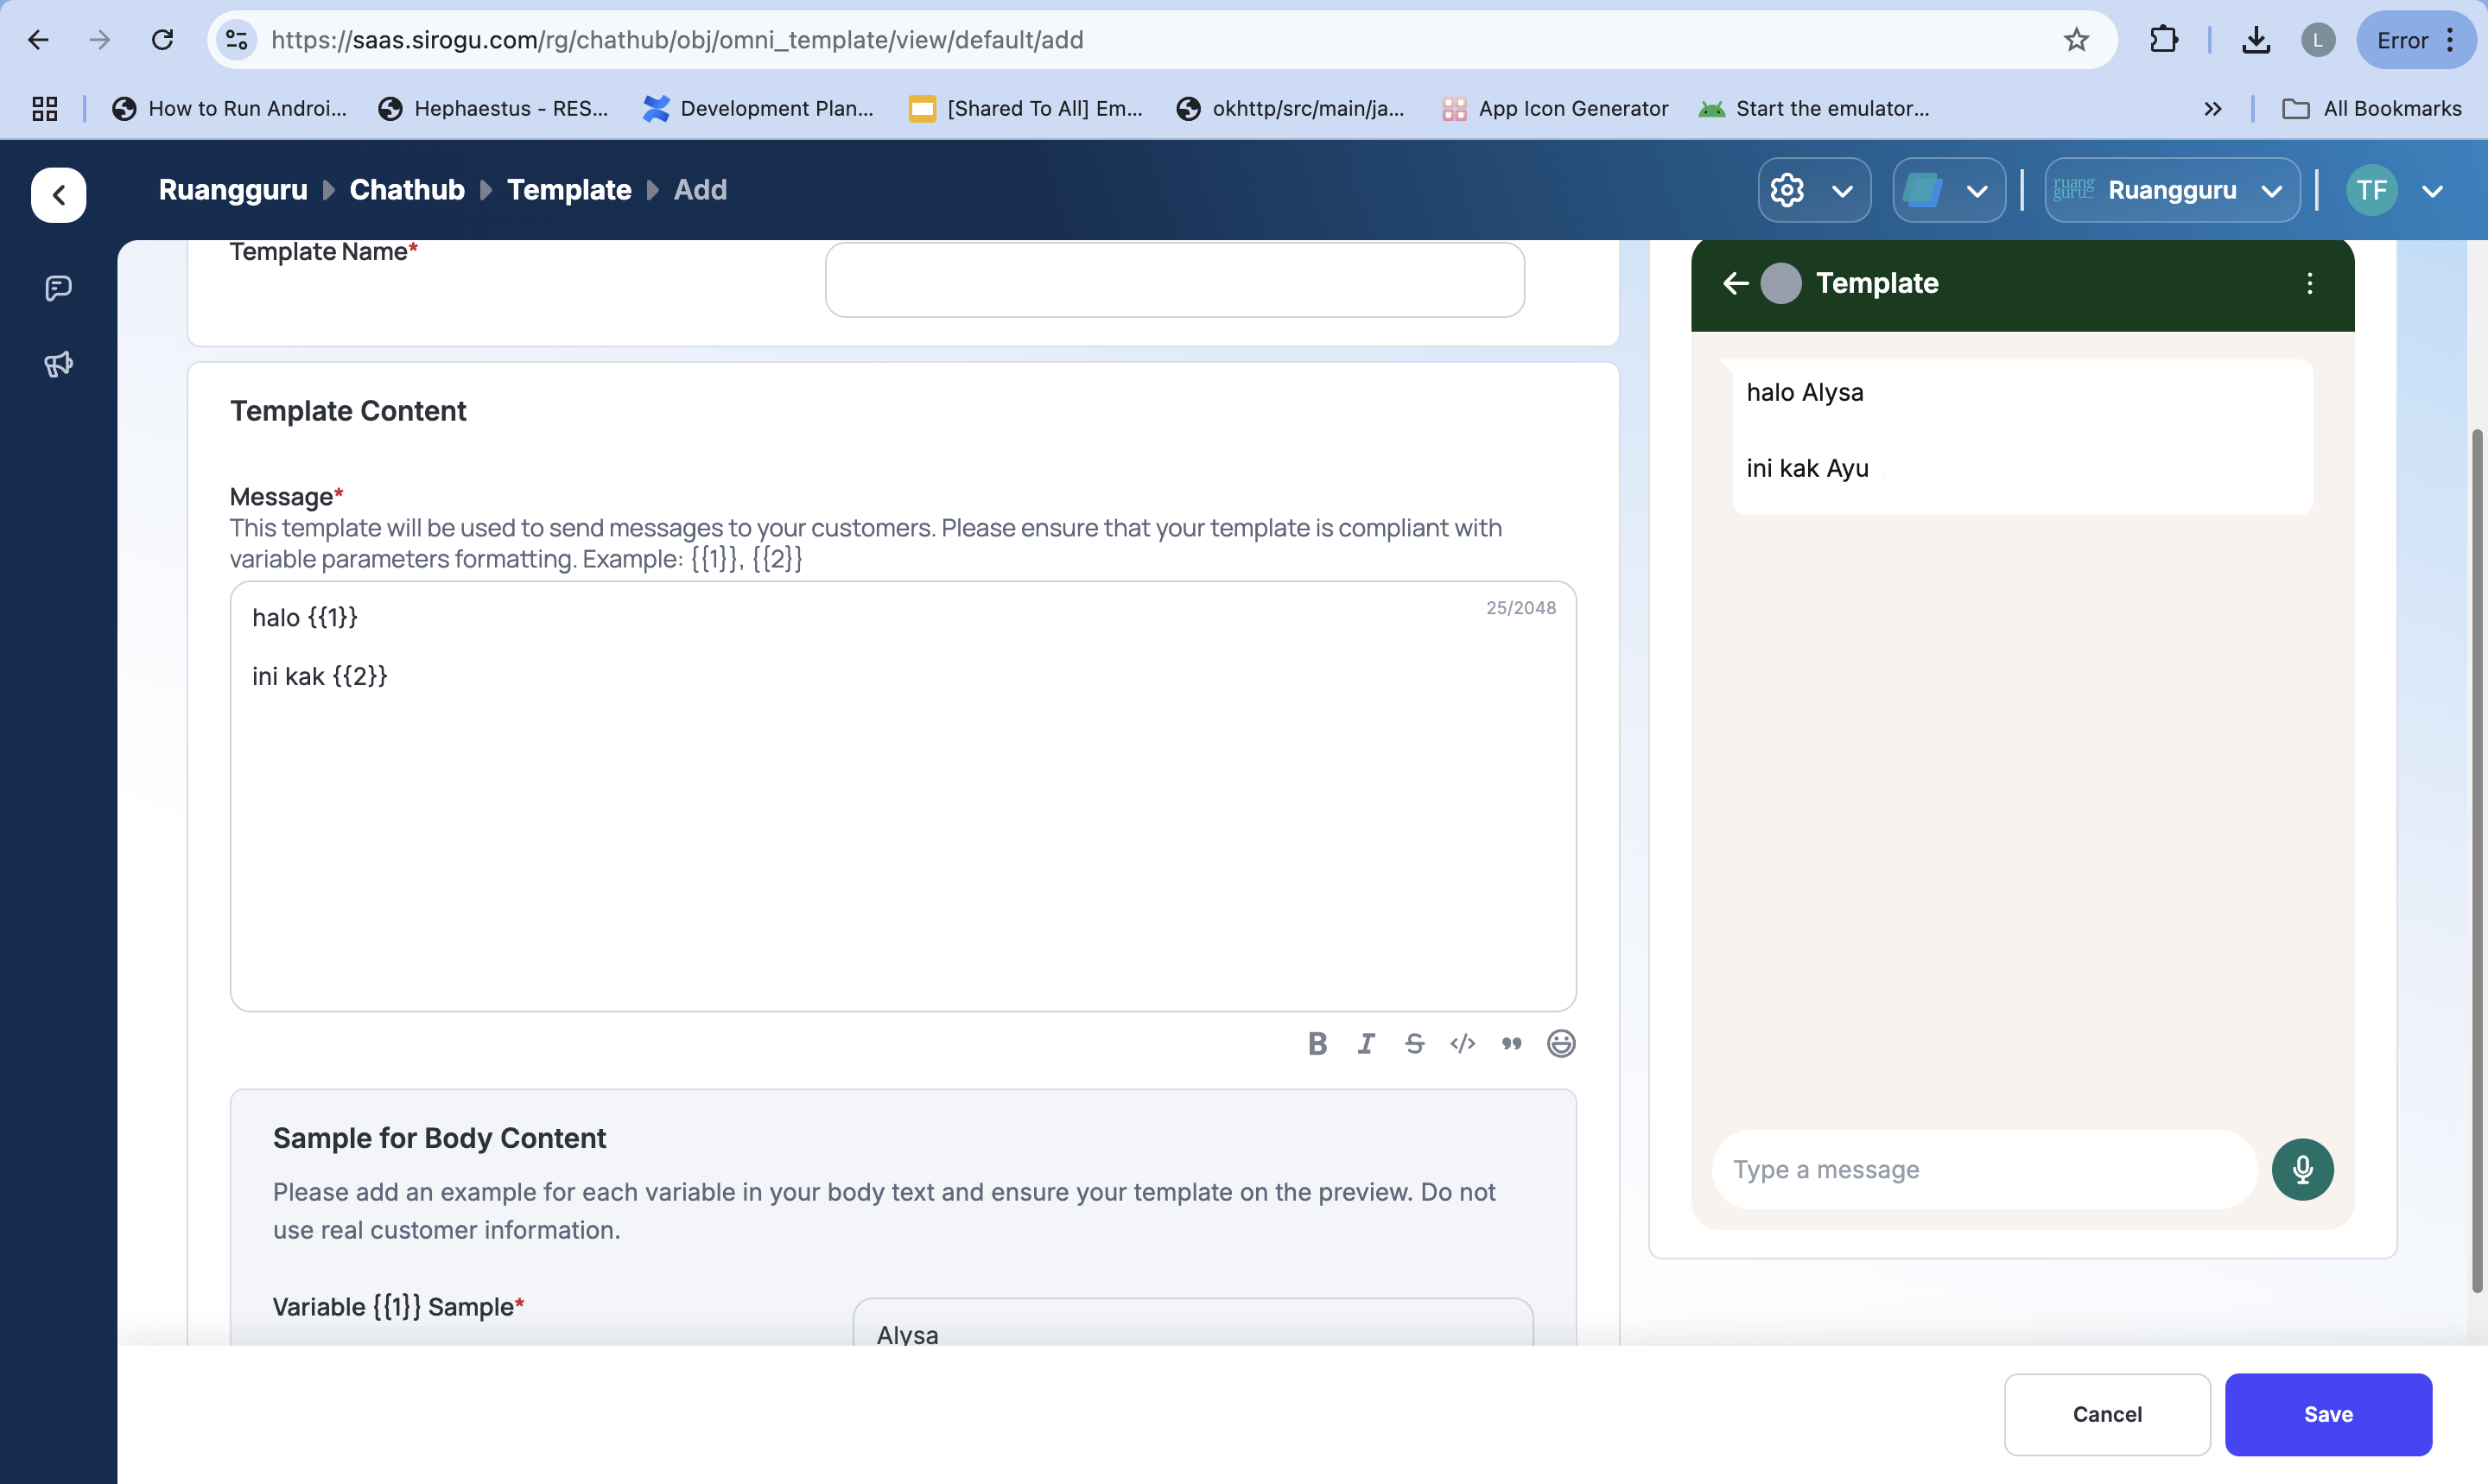 https://saas.sirogu.com/rg/chathub/obj/omni_template/view/default/add
L
Error
How to Run Androi...
Hephaestus - RES...
Development Plan...
[Shared To All] Em...
okhttp/src/main/ja...
App Icon Generator
Start the emulator...
All Bookmarks
Ruangguru
Chathub
Template
Add
ruang
guru
Ruangguru
TF
Template Name*
Template Content
Message*
This template will be used to send messages to your customers. Please ensure that your template is compliant with
variable parameters formatting. Example: {{1}}, {{2}}
25/2048
halo {{1}}
ini kak {{2}}
B I S </> ❞
Sample for Body Content
Please add an example for each variable in your body text and ensure your template on the preview. Do not
use real customer information.
Variable {{1}} Sample*
Alysa
Template
halo Alysa
ini kak Ayu
Type a message
Cancel
Save